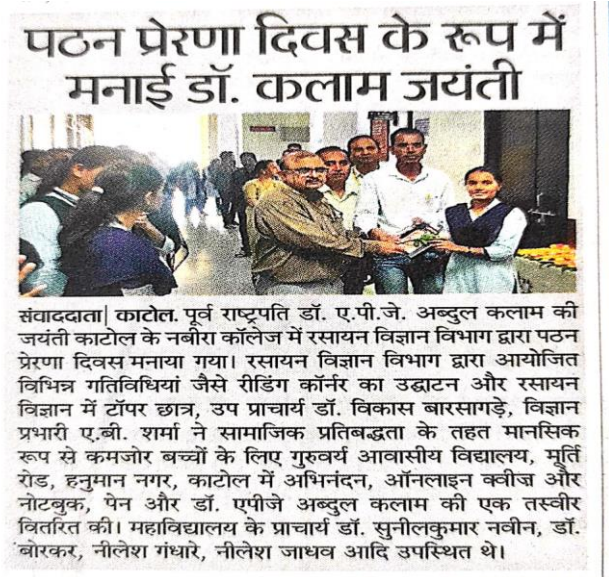 पठन प्रेरणा दिवस के रूप में
मनाई डॉ. कलाम जयंती
संवाददाता| काटोल. पूर्व राष्ट्रपति डॉ. ए.पी.जे. अब्दुल कलाम की
जयंती काटोल के नबीरा कॉलेज में रसायन विज्ञान विभाग द्वारा पठन
प्रेरणा दिवस मनाया गया। रसायन विज्ञान विभाग द्वारा आयोजित
विभिन्न गतिविधियां जैसे रीडिंग कॉर्नर का उद्घाटन और रसायन
विज्ञान में टॉपर छात्र, उप प्राचार्य डॉ. विकास बारसागड़े, विज्ञान
प्रभारी ए.बी. शर्मा ने सामाजिक प्रतिबद्धता के तहत मानसिक
रूप से कमजोर बच्चों के लिए गुरुवर्य आवासीय विद्यालय, मूर्ति
रोड, हनुमान नगर, काटोल में अभिनंदन, ऑनलाइन क्वीज और
नोटबुक, पेन और डॉ. एपीजे अब्दुल कलाम की एक तस्वीर
वितरित की। महाविद्यालय के प्राचार्य डॉ. सुनीलकुमार नवीन, डॉ.
बोरकर, नीलेश गंधारे, नीलेश जाधव आदि उपस्थित थे।